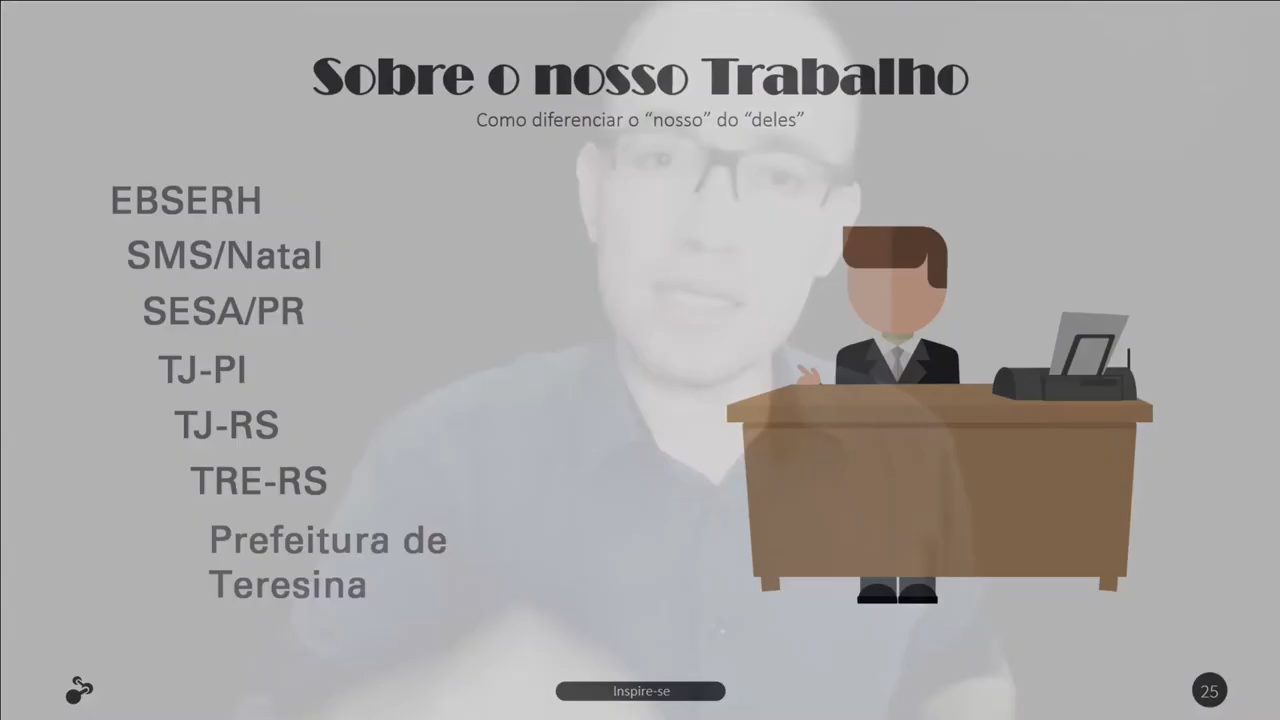 Sobre o nosso Trabalho
Como diferenciar o “nosso” do “deles”
EBSERH
SMS/Natal
SESA/PR
TJ-PI
TJ-RS
TRE-RS
Prefeitura de
Teresina
Inspire-se
25